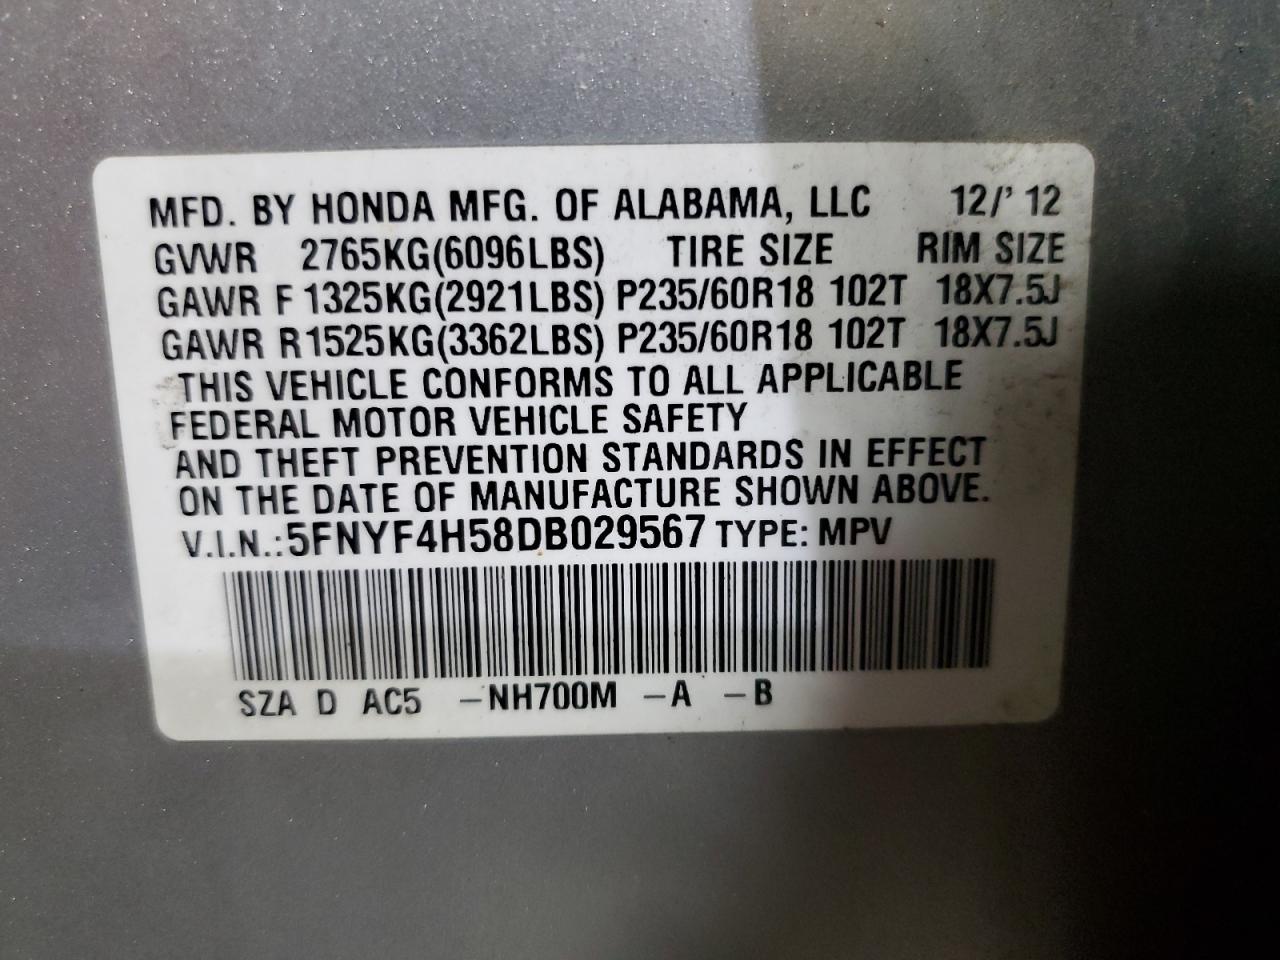 MFD. BY HONDA MFG. OF ALABAMA, LLC 12/' 12
GVWR 2765KG(6096LBS) TIRE SIZE RIM SIZE
GAWR F 1325KG(2921LBS) P235/60R18 102T 18X7.5J
GAWR R 1525KG(3362LBS) P235/60R18 102T 18X7.5J
THIS VEHICLE CONFORMS TO ALL APPLICABLE
FEDERAL MOTOR VEHICLE SAFETY
AND THEFT PREVENTION STANDARDS IN EFFECT
ON THE DATE OF MANUFACTURE SHOWN ABOVE.
V.I.N.:5FNYF4H58DB029567 TYPE: MPV
SZA D AC5 -NH700M -A -B